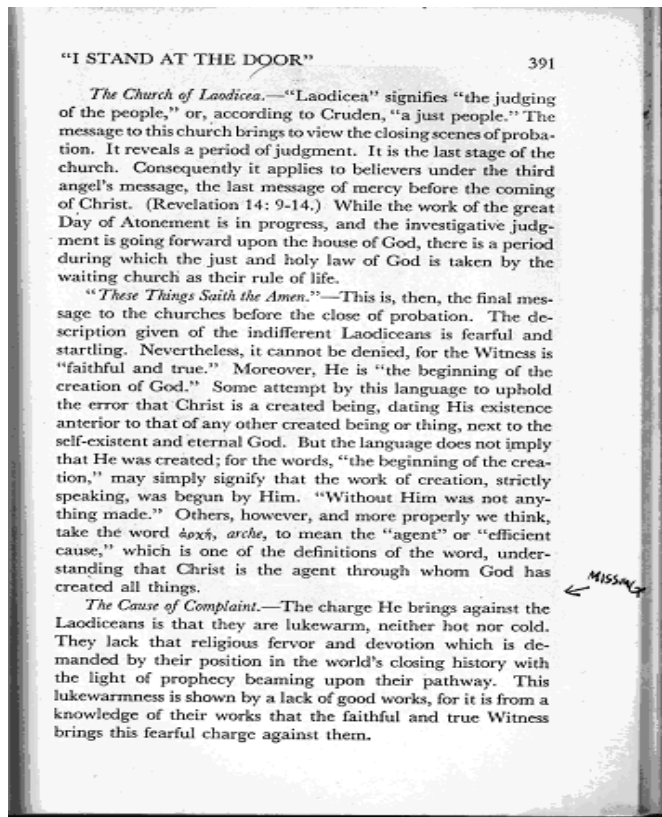 “I STAND AT THE DOOR” 391
The Church of Laodicea.—“Laodicea” signifies “the judging
of the people,” or, according to Cruden, “a just people.” The
message to this church brings to view the closing scenes of proba-
tion. It reveals a period of judgment. It is the last stage of the
church. Consequently it applies to believers under the third
angel’s message, the last message of mercy before the coming
of Christ. (Revelation 14: 9-14.) While the work of the great
Day of Atonement is in progress, and the investigative judg-
ment is going forward upon the house of God, there is a period
during which the just and holy law of God is taken by the
waiting church as their rule of life.
“These Things Saith the Amen.”—This is, then, the final mes-
sage to the churches before the close of probation. The de-
scription given of the indifferent Laodiceans is fearful and
startling. Nevertheless, it cannot be denied, for the Witness is
“faithful and true.” Moreover, He is “the beginning of the
creation of God.” Some attempt by this language to uphold
the error that Christ is a created being, dating His existence
anterior to that of any other created being or thing, next to the
self-existent and eternal God. But the language does not imply
that He was created; for the words, “the beginning of the crea-
tion,” may simply signify that the work of creation, strictly
speaking, was begun by Him. “Without Him was not any-
thing made.” Others, however, and more properly we think,
take the word ἀρχή, arche, to mean the “agent” or “efficient
cause,” which is one of the definitions of the word, under-
standing that Christ is the agent through whom God has
created all things.
MISSING
The Cause of Complaint.—The charge He brings against the
Laodiceans is that they are lukewarm, neither hot nor cold.
They lack that religious fervor and devotion which is de-
manded by their position in the world’s closing history with
the light of prophecy beaming upon their pathway. This
lukewarmness is shown by a lack of good works, for it is from a
knowledge of their works that the faithful and true Witness
brings this fearful charge against them.